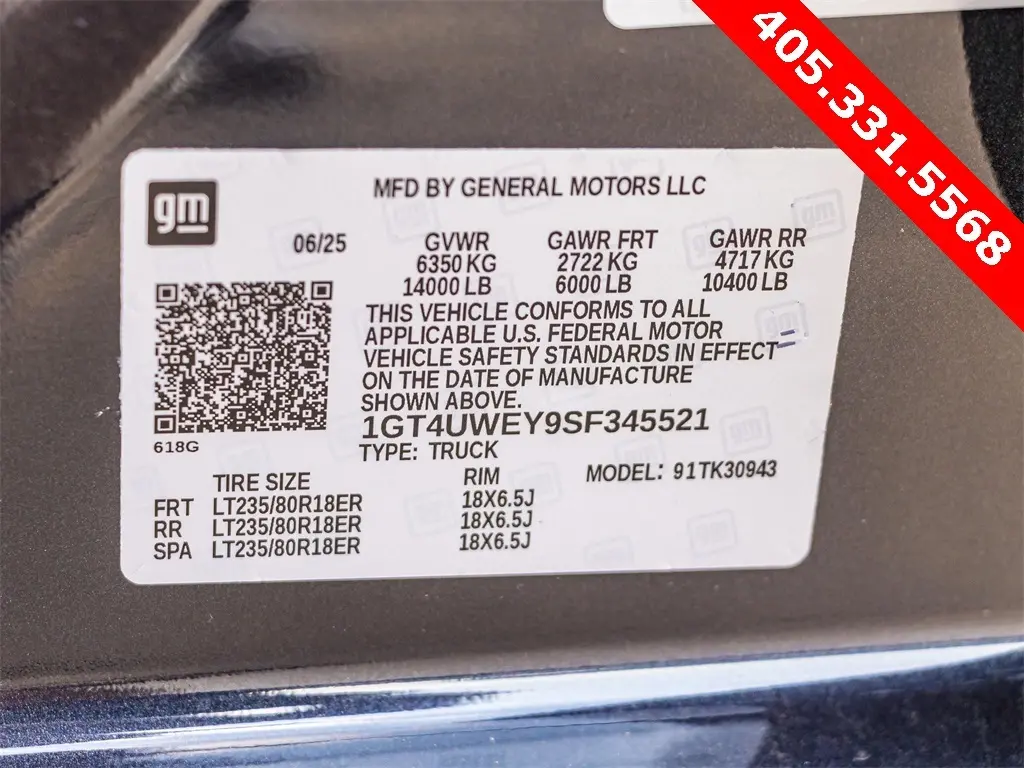 405.331.5568
gm
MFD BY GENERAL MOTORS LLC
06/25 GVWR GAWR FRT GAWR RR
6350 KG 2722 KG 4717 KG
14000 LB 6000 LB 10400 LB
THIS VEHICLE CONFORMS TO ALL
APPLICABLE U.S. FEDERAL MOTOR
VEHICLE SAFETY STANDARDS IN EFFECT
ON THE DATE OF MANUFACTURE
SHOWN ABOVE.
1GT4UWEY9SF345521
618G
TYPE: TRUCK
TIRE SIZE RIM MODEL: 91TK30943
FRT LT235/80R18ER 18X6.5J
RR LT235/80R18ER 18X6.5J
SPA LT235/80R18ER 18X6.5J